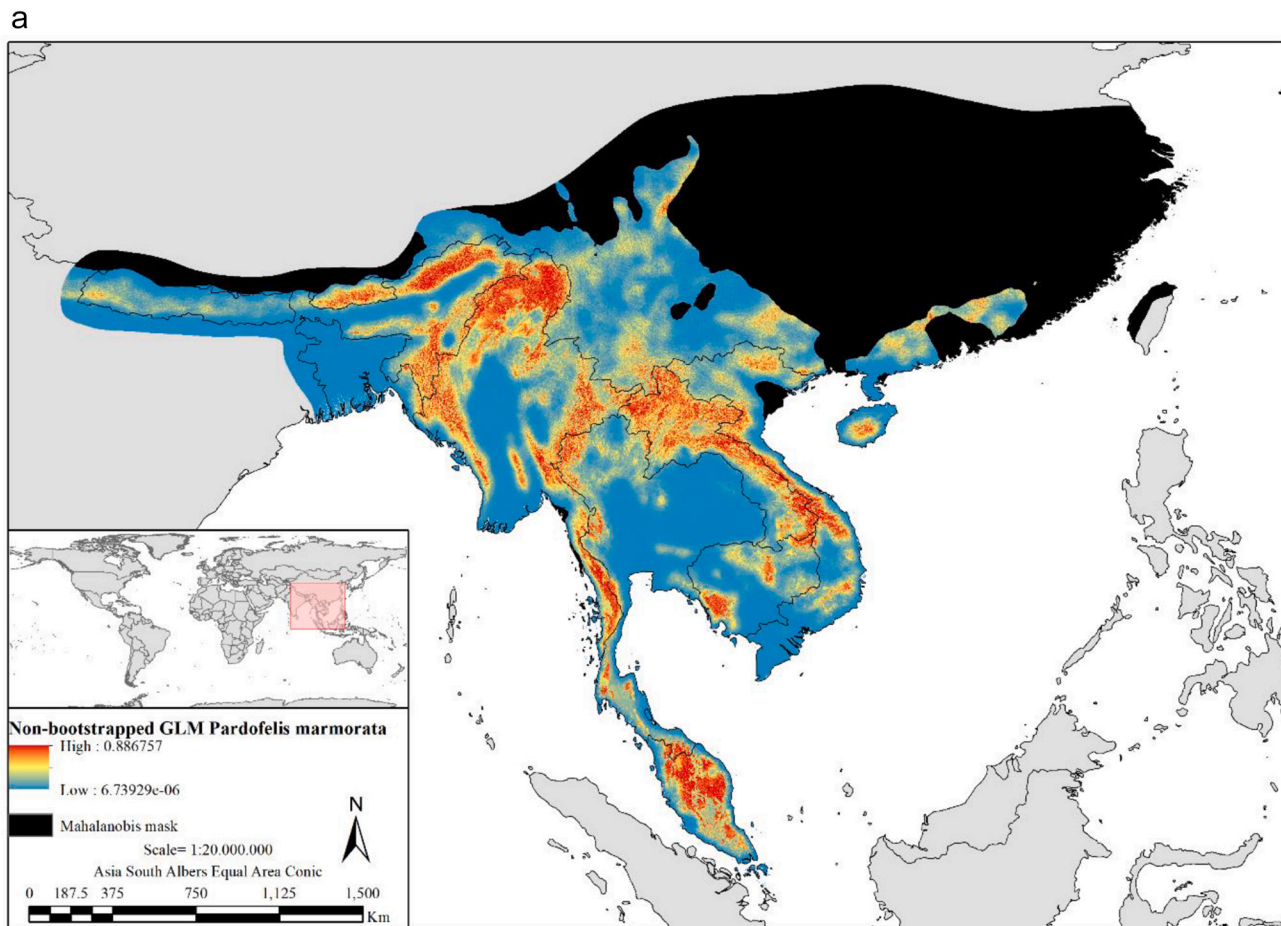 a
Non-bootstrapped GLM Pardofelis marmorata
High : 0.886757
Low : 6.73929e-06
Mahalanobis mask
N
Scale= 1:20.000.000
Asia South Albers Equal Area Conic
0 187.5 375 750 1,125 1,500
Km